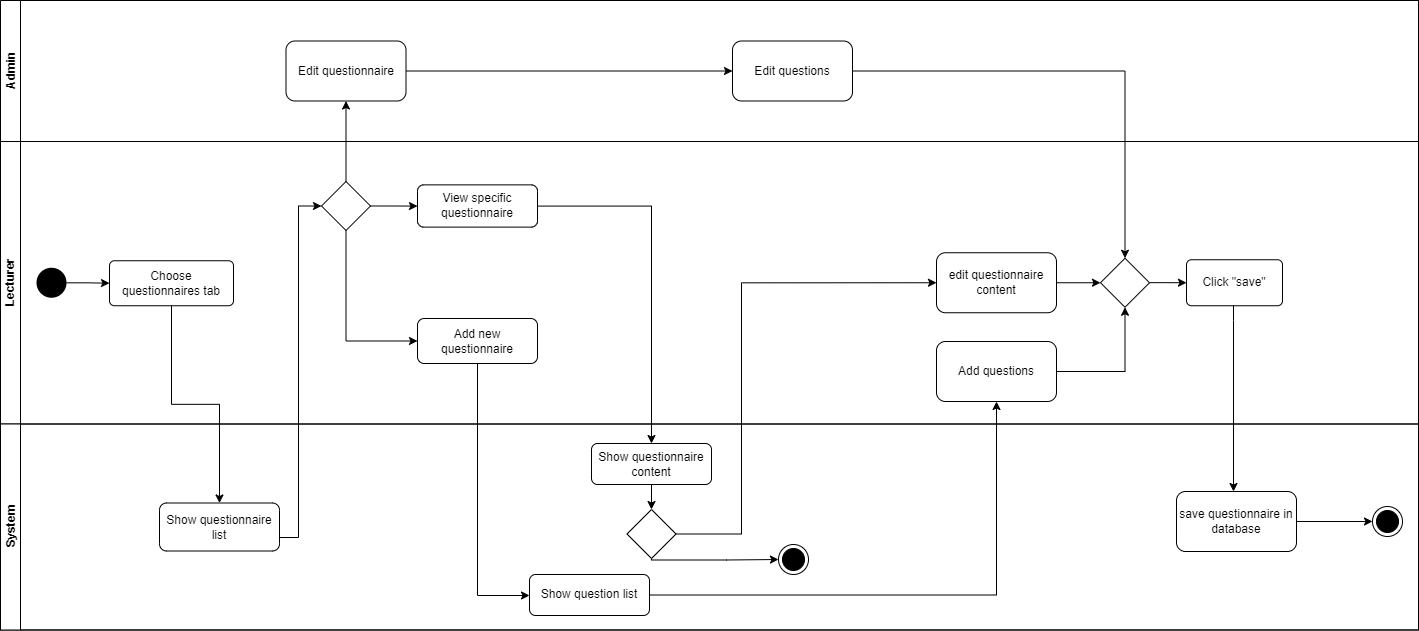 Admin
Edit questionnaire
Edit questions
Lecturer
View specific
questionnaire
Choose
questionnaires tab
edit questionnaire
content
Click "save"
Add new
questionnaire
Add questions
System
Show questionnaire
content
Show questionnaire
list
save questionnaire in
database
Show question list